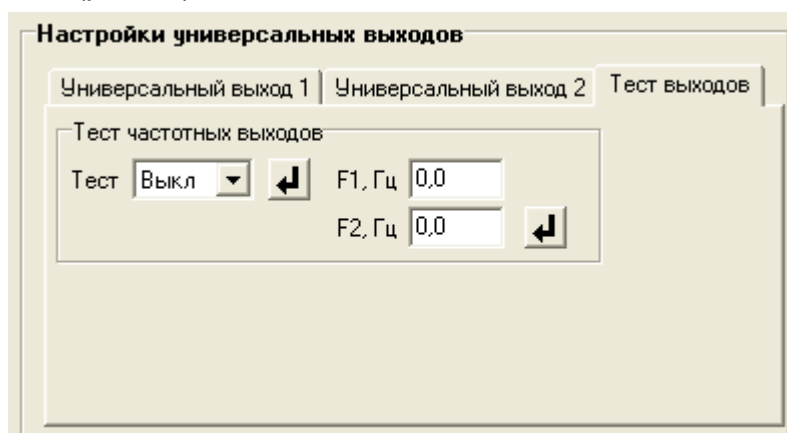 Настройки универсальных выходов
Универсальный выход 1 Универсальный выход 2 Тест выходов
Тест частотных выходов
Тест Выкл F1, Гц 0,0
F2, Гц 0,0